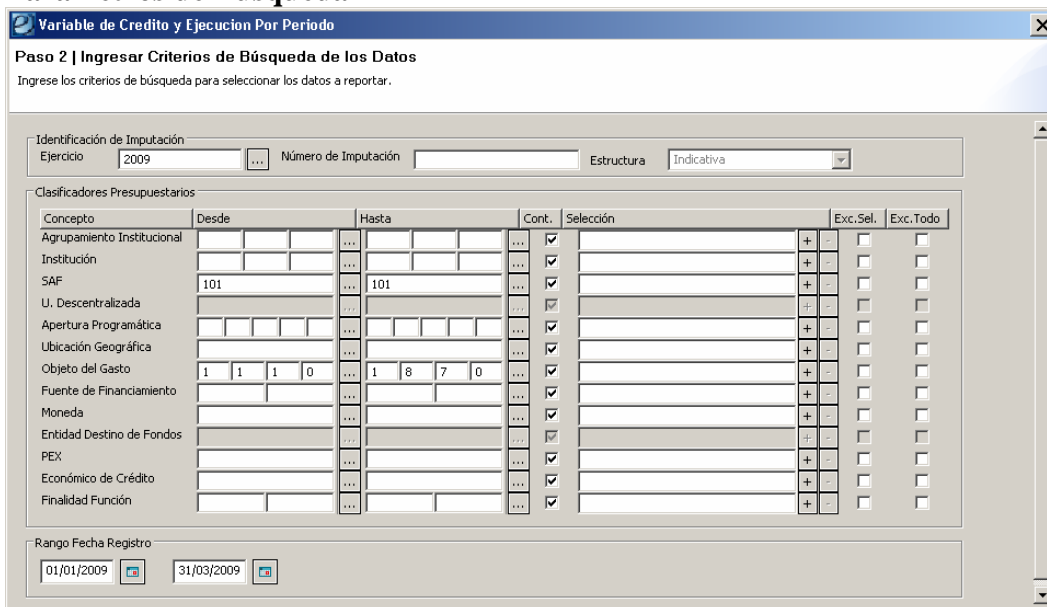 Variable de Credito y Ejecucion Por Periodo
Paso 2 | Ingresar Criterios de Búsqueda de los Datos
Ingrese los criterios de búsqueda para seleccionar los datos a reportar.
Identificación de Imputación
Ejercicio 2009 ... Número de Imputación Estructura Indicativa
Clasificadores Presupuestarios
Concepto Desde Hasta Cont. Selección Exc.Sel. Exc.Todo
Agrupamiento Institucional ... ... + -
Institución ... ... + -
SAF 101 ... 101 ... + -
U. Descentralizada ... ... + -
Apertura Programática ... ... + -
Ubicación Geográfica ... ... + -
Objeto del Gasto 1 1 1 0 ... 1 8 7 0 ... + -
Fuente de Financiamiento ... ... + -
Moneda ... ... + -
Entidad Destino de Fondos ... ... + -
PEX ... ... + -
Económico de Crédito ... ... + -
Finalidad Función ... ... + -
Rango Fecha Registro
01/01/2009 31/03/2009